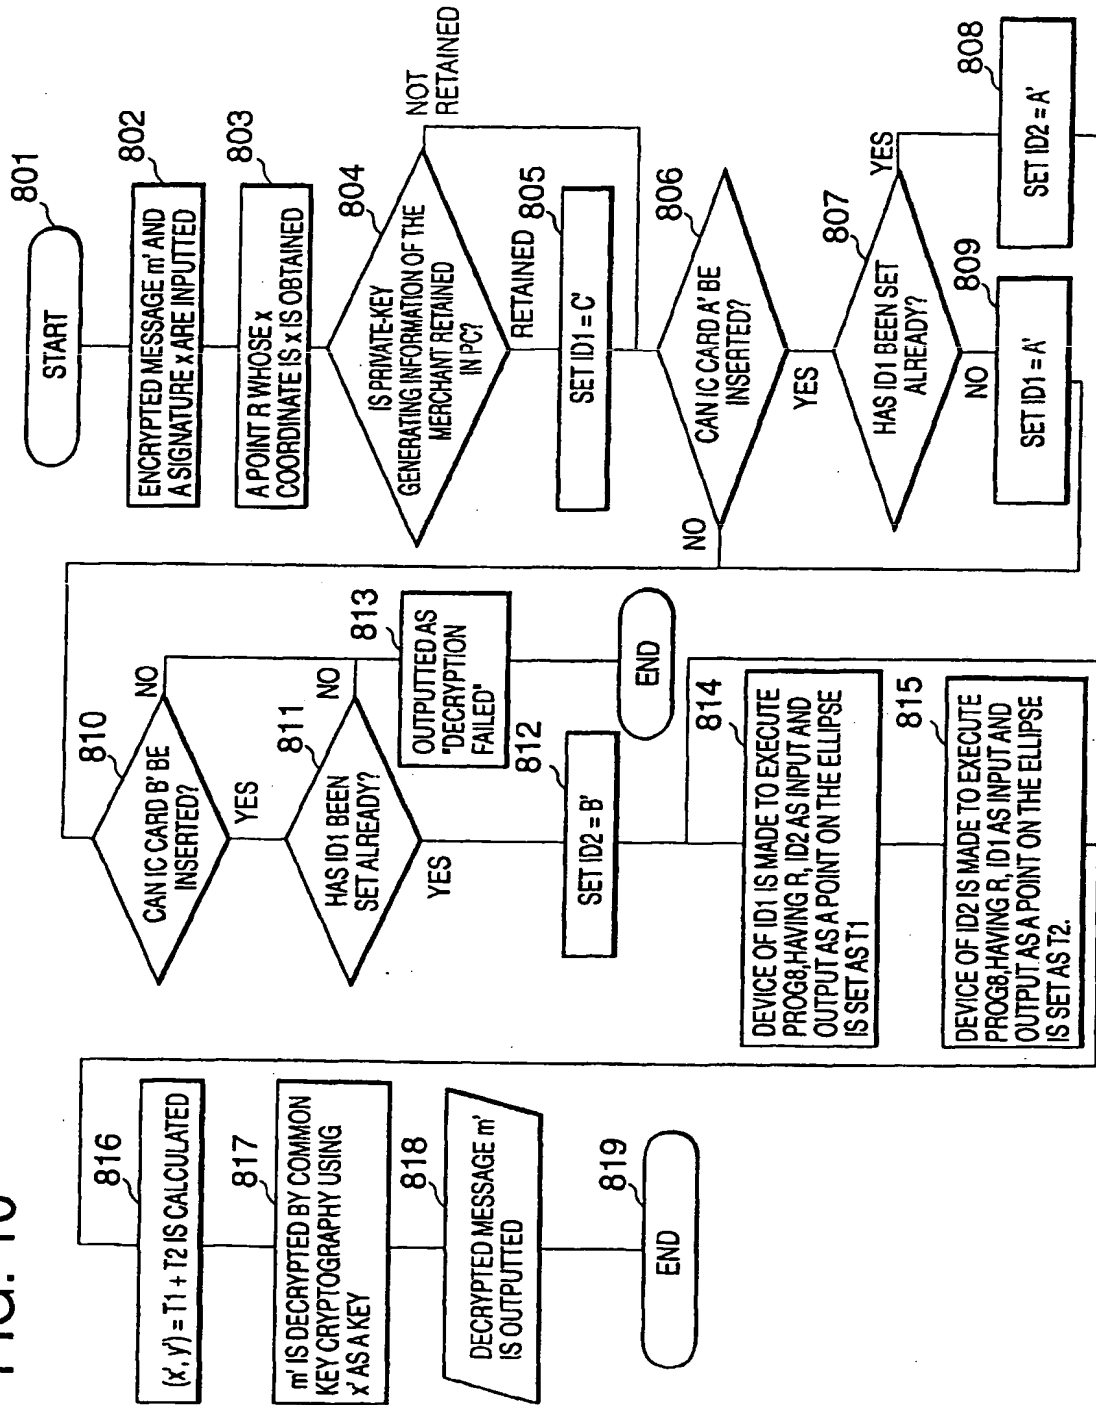 FIG. 10
801
START
802
ENCRYPTED MESSAGE m' AND
A SIGNATURE x ARE INPUTTED
803
A POINT R WHOSE X
COORDINATE IS x IS OBTAINED
804
IS PRIVATE-KEY
GENERATING INFORMATION OF THE
MERCHANT RETAINED
IN PC?
NOT
RETAINED
RETAINED
805
SET ID1 = C'
806
CAN IC CARD A' BE
INSERTED?
NO
YES
807
HAS ID1 BEEN SET
ALREADY?
YES
NO
808
SET ID2 = A'
809
SET ID1 = A'
810
CAN IC CARD B' BE
INSERTED?
NO
YES
811
HAS ID1 BEEN
SET ALREADY?
NO
YES
813
OUTPUTTED AS
"DECRYPTION
FAILED"
END
812
SET ID2 = B'
814
DEVICE OF ID1 IS MADE TO EXECUTE
PROG8,HAVING R, ID2 AS INPUT AND
OUTPUT AS A POINT ON THE ELLIPSE
IS SET AS T1
815
DEVICE OF ID2 IS MADE TO EXECUTE
PROG8,HAVING R, ID1 AS INPUT AND
OUTPUT AS A POINT ON THE ELLIPSE
IS SET AS T2.
816
(x', y') = T1 + T2 IS CALCULATED
817
m' IS DECRYPTED BY COMMON
KEY CRYPTOGRAPHY USING
x' AS A KEY
818
DECRYPTED MESSAGE m'
IS OUTPUTTED
819
END